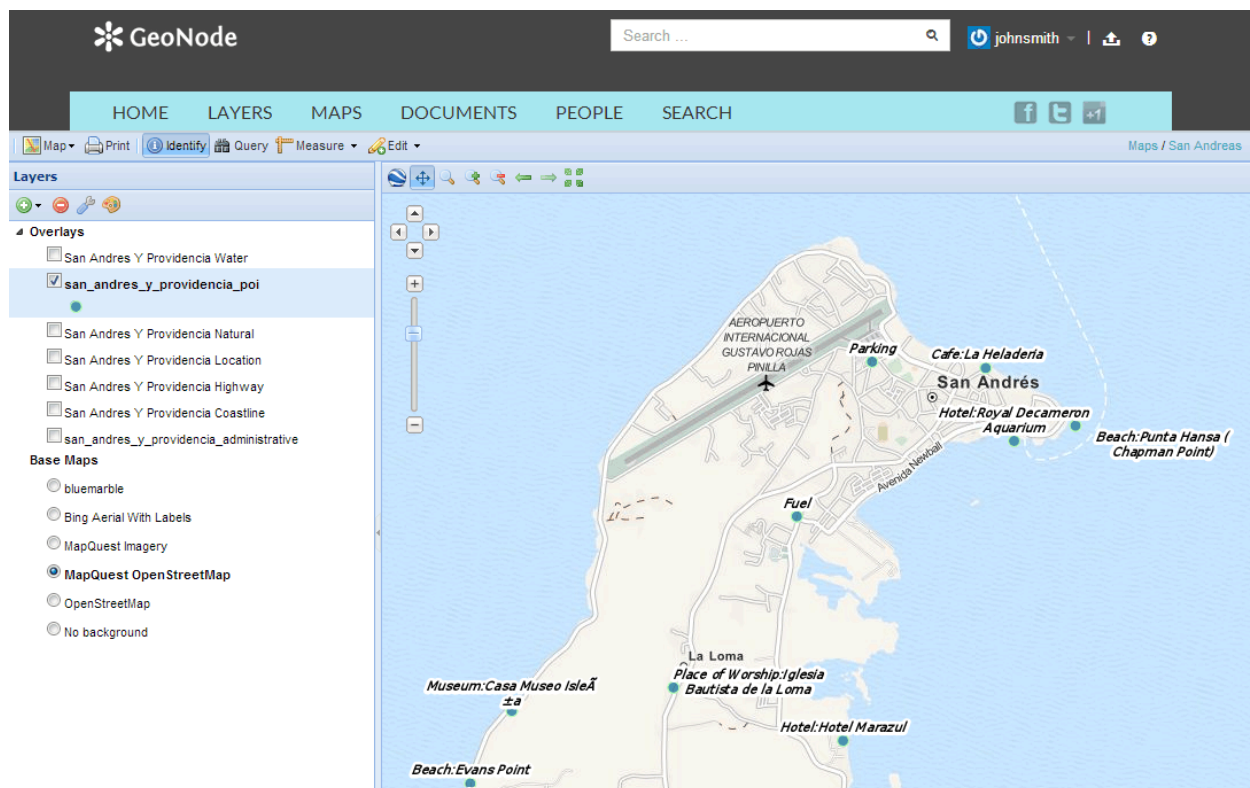 GeoNode
Search ...
johnsmith
HOME LAYERS MAPS DOCUMENTS PEOPLE SEARCH
f t +1
Map Print Identify Query Measure Edit
Maps / San Andreas
Layers
Overlays
San Andres Y Providencia Water
san_andres_y_providencia_poi
San Andres Y Providencia Natural
San Andres Y Providencia Location
San Andres Y Providencia Highway
San Andres Y Providencia Coastline
san_andres_y_providencia_administrative
Base Maps
bluemarble
Bing Aerial With Labels
MapQuest Imagery
MapQuest OpenStreetMap
OpenStreetMap
No background
AEROPUERTO
INTERNACIONAL
GUSTAVO ROJAS
PINILLA
Parking
Cafe:La Heladeria
San Andrés
Hotel:Royal Decameron
Aquarium
Beach:Punta Hansa (
Chapman Point)
Avenida Newball
Fuel
La Loma
Place of Worship:Iglesia
Bautista de la Loma
Museum:Casa Museo IsleÃ
±a
Hotel:Hotel Marazul
Beach:Evans Point